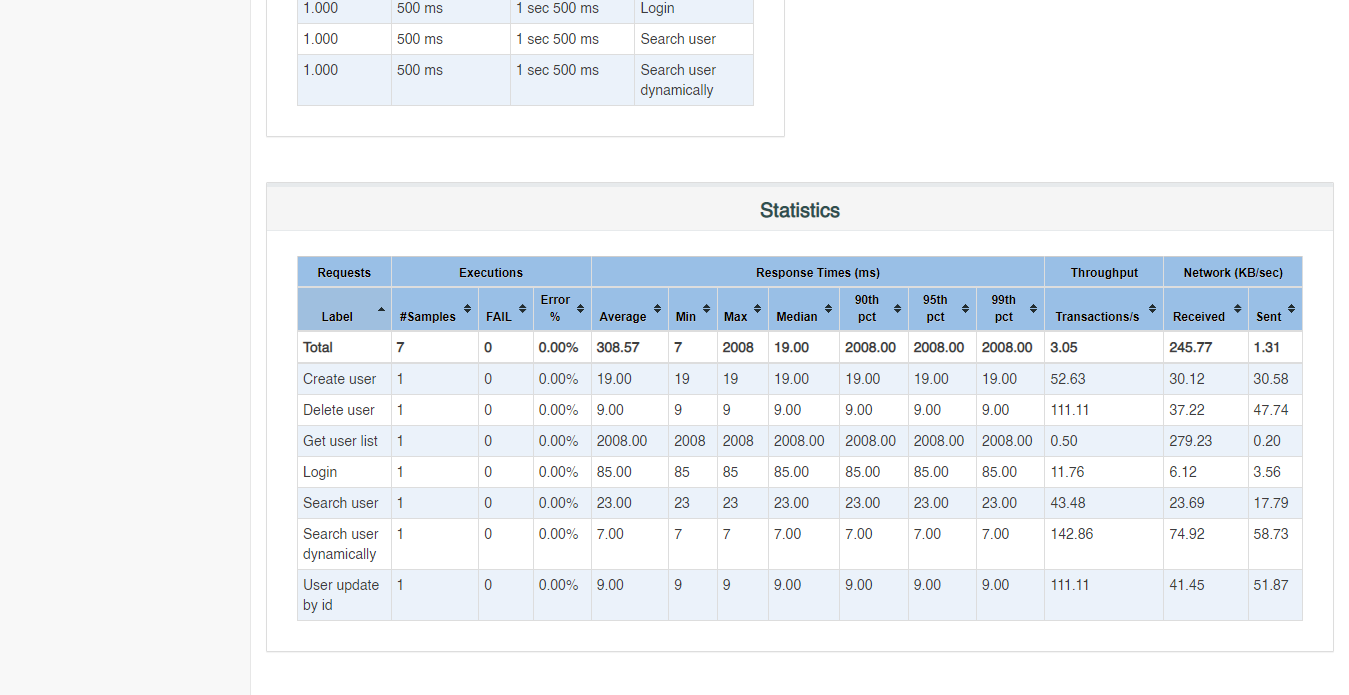 1.000 500 ms 1 sec 500 ms Login
1.000 500 ms 1 sec 500 ms Search user
1.000 500 ms 1 sec 500 ms Search user
dynamically
Statistics
Requests Executions Response Times (ms) Throughput Network (KB/sec)
Label #Samples FAIL Error % Average Min Max Median 90th pct 95th pct 99th pct Transactions/s Received Sent
Total 7 0 0.00% 308.57 7 2008 19.00 2008.00 2008.00 2008.00 3.05 245.77 1.31
Create user 1 0 0.00% 19.00 19 19 19.00 19.00 19.00 19.00 52.63 30.12 30.58
Delete user 1 0 0.00% 9.00 9 9 9.00 9.00 9.00 9.00 111.11 37.22 47.74
Get user list 1 0 0.00% 2008.00 2008 2008 2008.00 2008.00 2008.00 2008.00 0.50 279.23 0.20
Login 1 0 0.00% 85.00 85 85 85.00 85.00 85.00 85.00 11.76 6.12 3.56
Search user 1 0 0.00% 23.00 23 23 23.00 23.00 23.00 23.00 43.48 23.69 17.79
Search user 1 0 0.00% 7.00 7 7 7.00 7.00 7.00 7.00 142.86 74.92 58.73
dynamically
User update 1 0 0.00% 9.00 9 9 9.00 9.00 9.00 9.00 111.11 41.45 51.87
by id